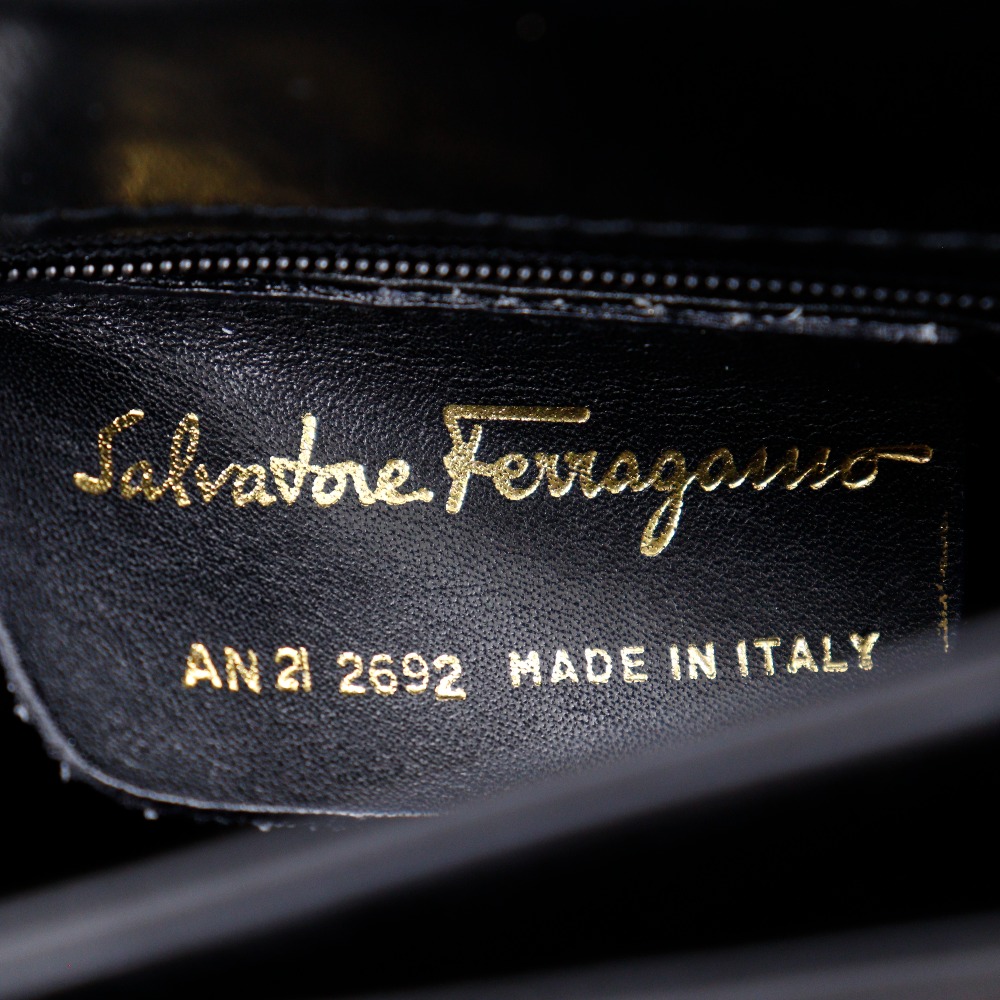 Salvatore Ferragamo
AN 21 2692 MADE IN ITALY